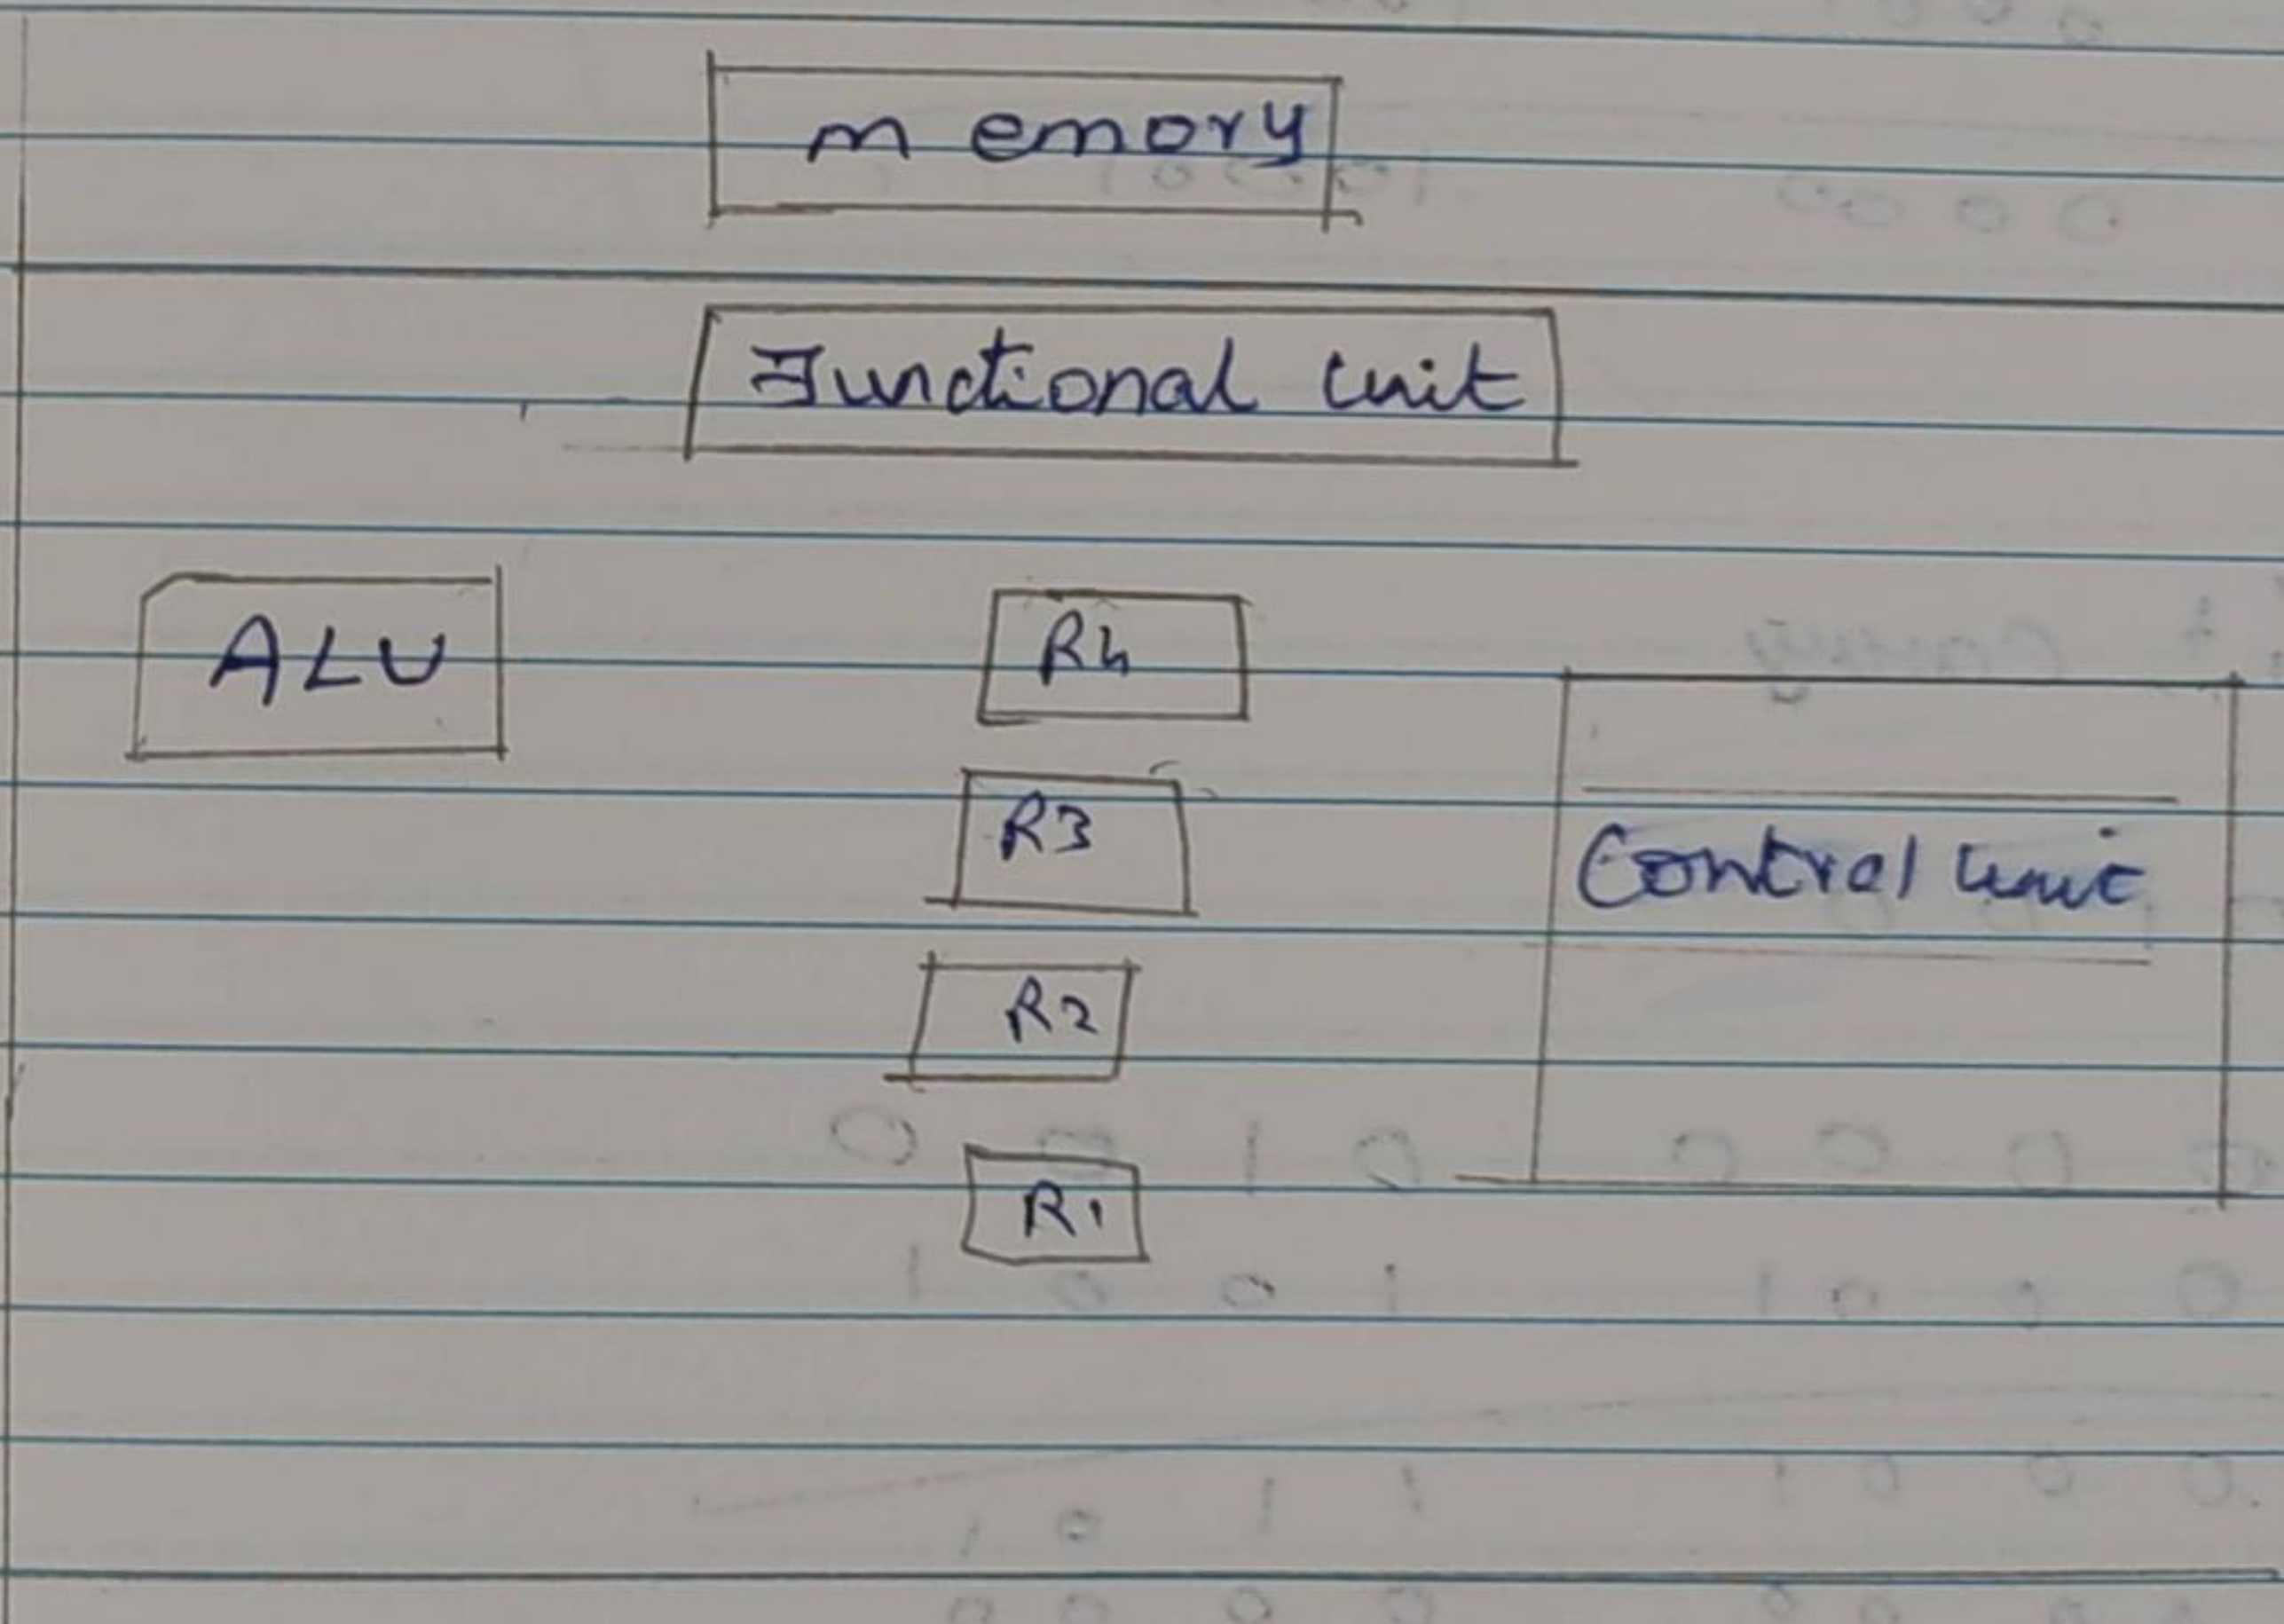 memory
Functional unit
ALU
R4
R3
Control unit
R2
R1